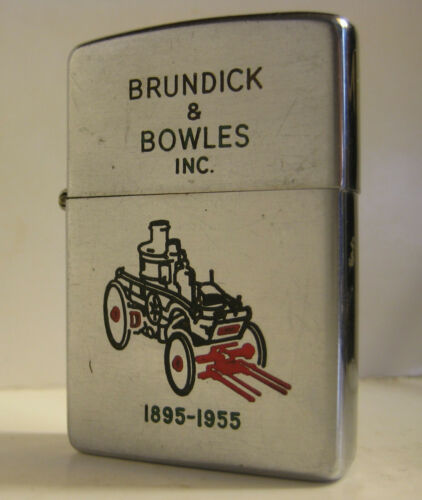 BRUNDICK
&
BOWLES
INC.
1895-1955